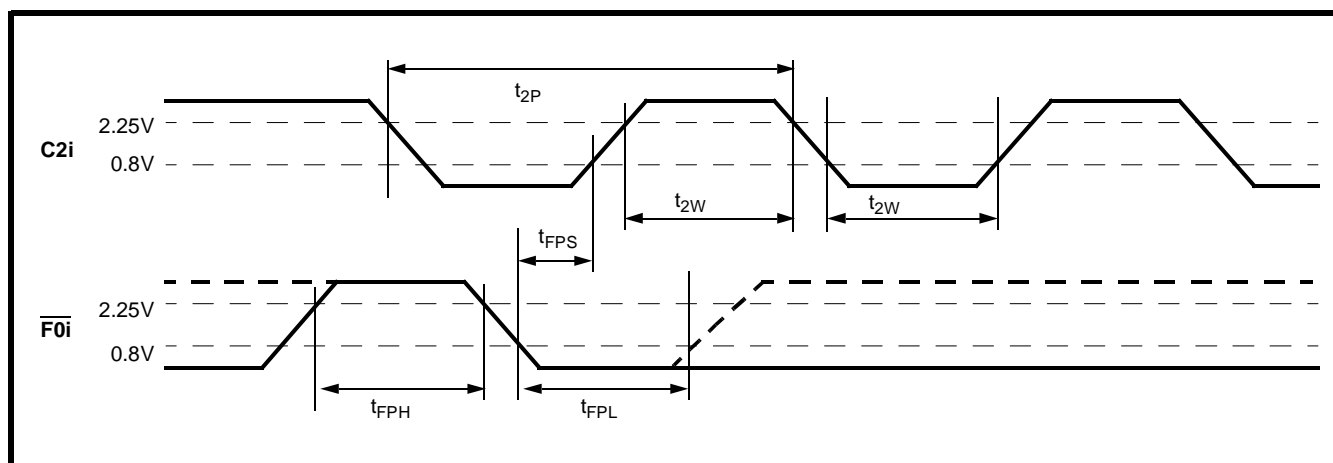 t2P
2.25V
C2i
0.8V
t2W
t2W
tFPS
2.25V
F0i
0.8V
tFPH
tFPL